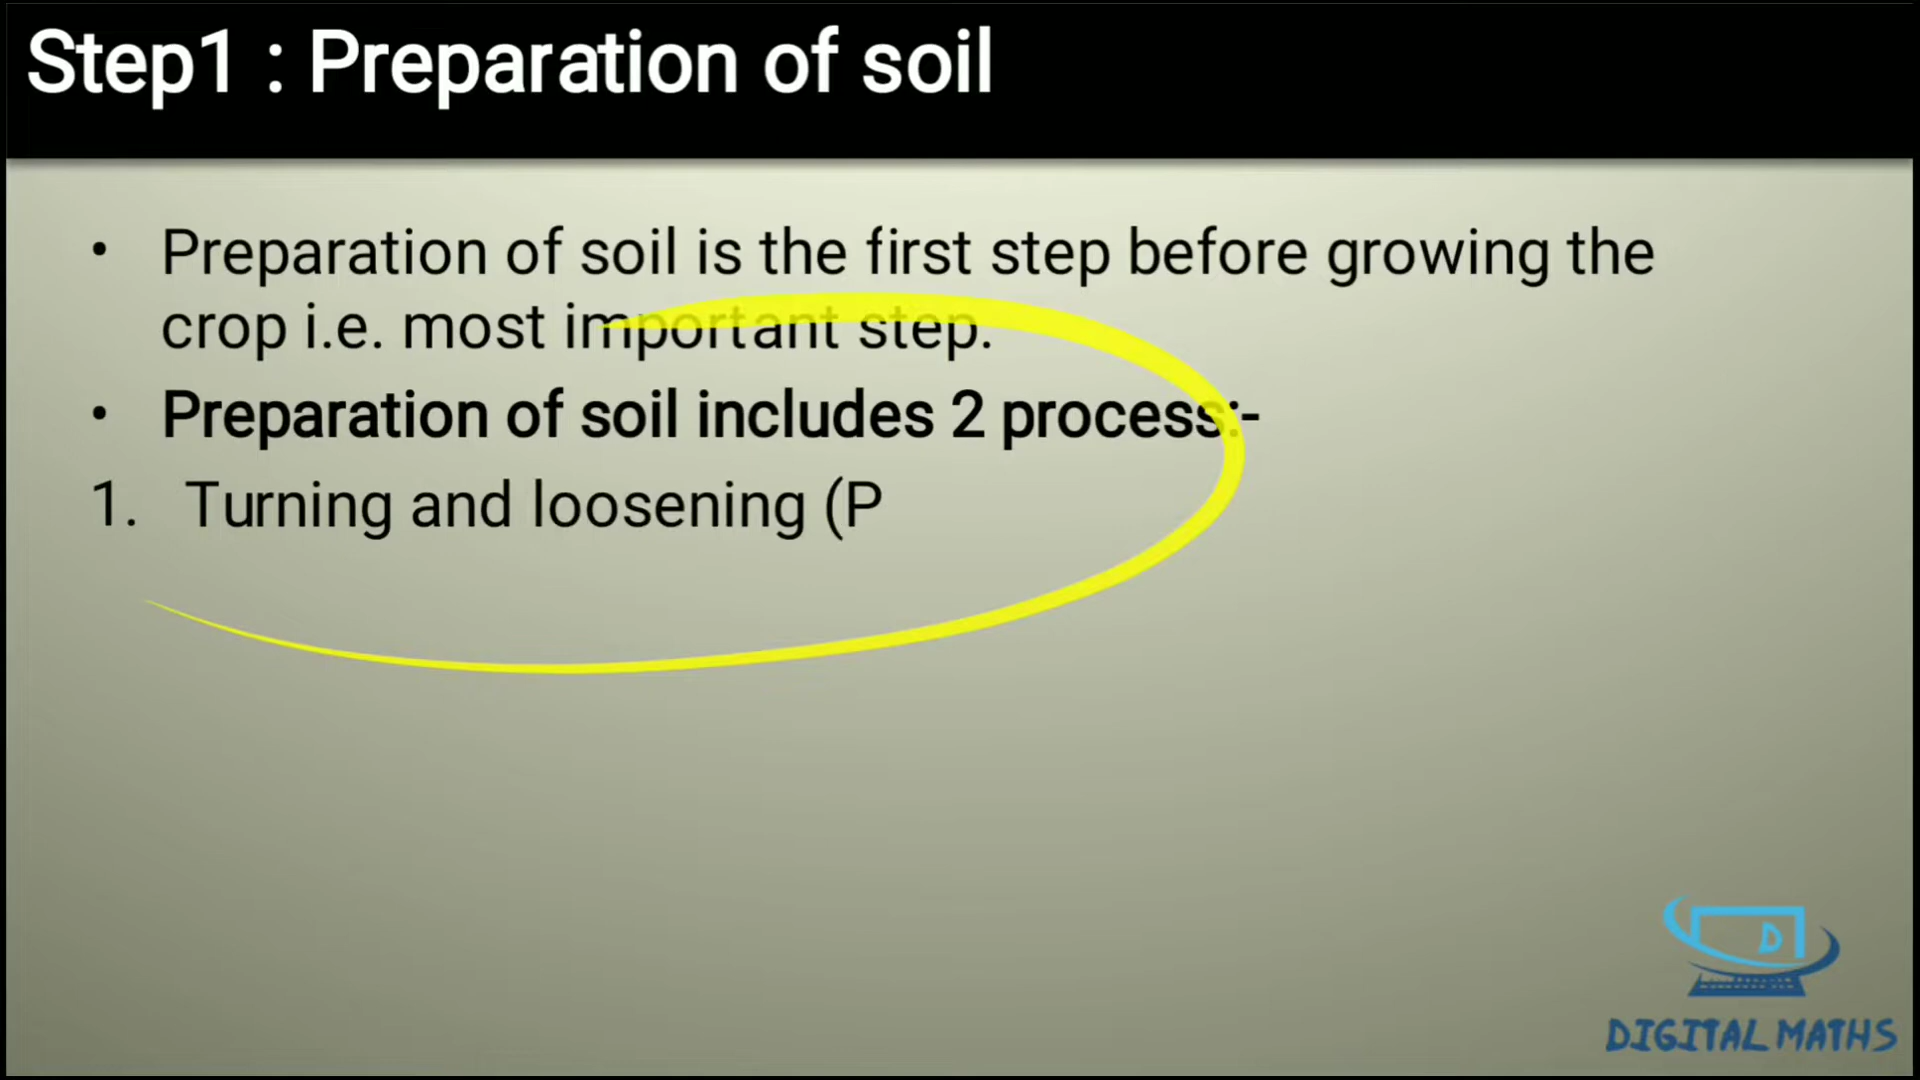 Step1 : Preparation of soil
• Preparation of soil is the first step before growing the
crop i.e. most important step.
• Preparation of soil includes 2 process:-
1. Turning and loosening (P
D
DIGITAL MATHS